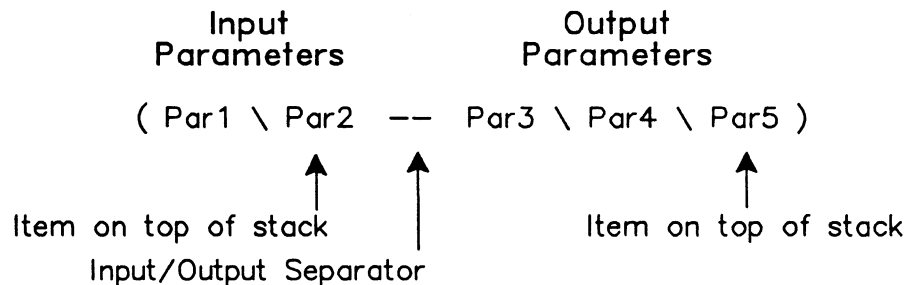 Input Output
Parameters Parameters
( Par1 \ Par2 -- Par3 \ Par4 \ Par5 )
Item on top of stack Item on top of stack
Input/Output Separator